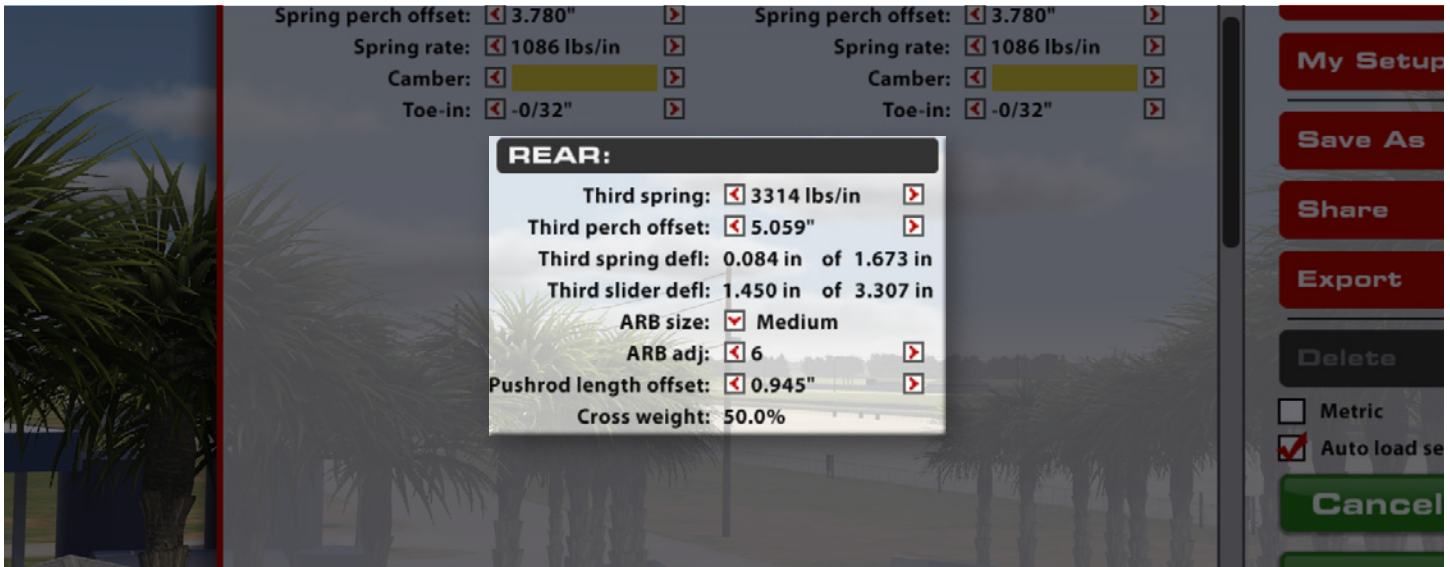 Spring perch offset: 3.780" Spring perch offset: 3.780"
Spring rate: 1086 lbs/in Spring rate: 1086 lbs/in
Camber: Camber:
Toe-in: -0/32" Toe-in: -0/32"
REAR:
Third spring: 3314 lbs/in
Third perch offset: 5.059"
Third spring defl: 0.084 in of 1.673 in
Third slider defl: 1.450 in of 3.307 in
ARB size: Medium
ARB adj: 6
Pushrod length offset: 0.945"
Cross weight: 50.0%
My Setup
Save As
Share
Export
Delete
Metric
Auto load se
Cancel